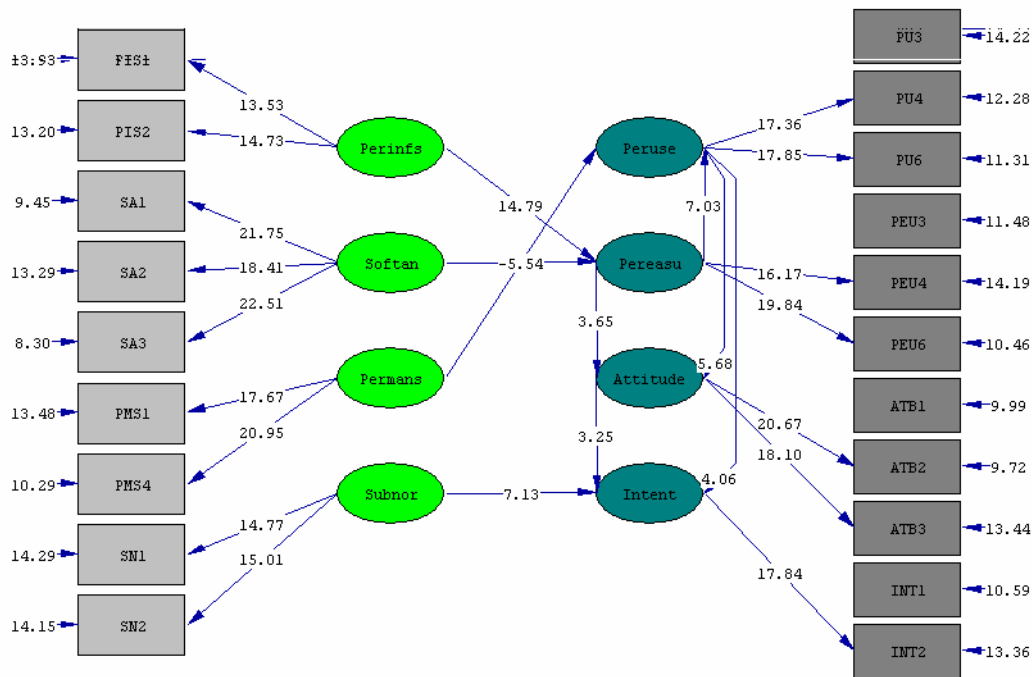 13.93
PIS1
13.20
PIS2
9.45
SA1
13.29
SA2
8.30
SA3
13.48
PMS1
10.29
PMS4
14.29
SN1
14.15
SN2
13.53
14.73
21.75
18.41
22.51
17.67
20.95
14.77
15.01
Perinfs
Softan
Permans
Subnor
14.79
-5.54
7.13
Peruse
Pereasu
Attitude
Intent
7.03
3.65
5.68
3.25
4.06
17.36
17.85
16.17
19.84
20.67
18.10
17.84
PU3
14.22
PU4
12.28
PU6
11.31
PEU3
11.48
PEU4
14.19
PEU6
10.46
ATB1
9.99
ATB2
9.72
ATB3
13.44
INT1
10.59
INT2
13.36